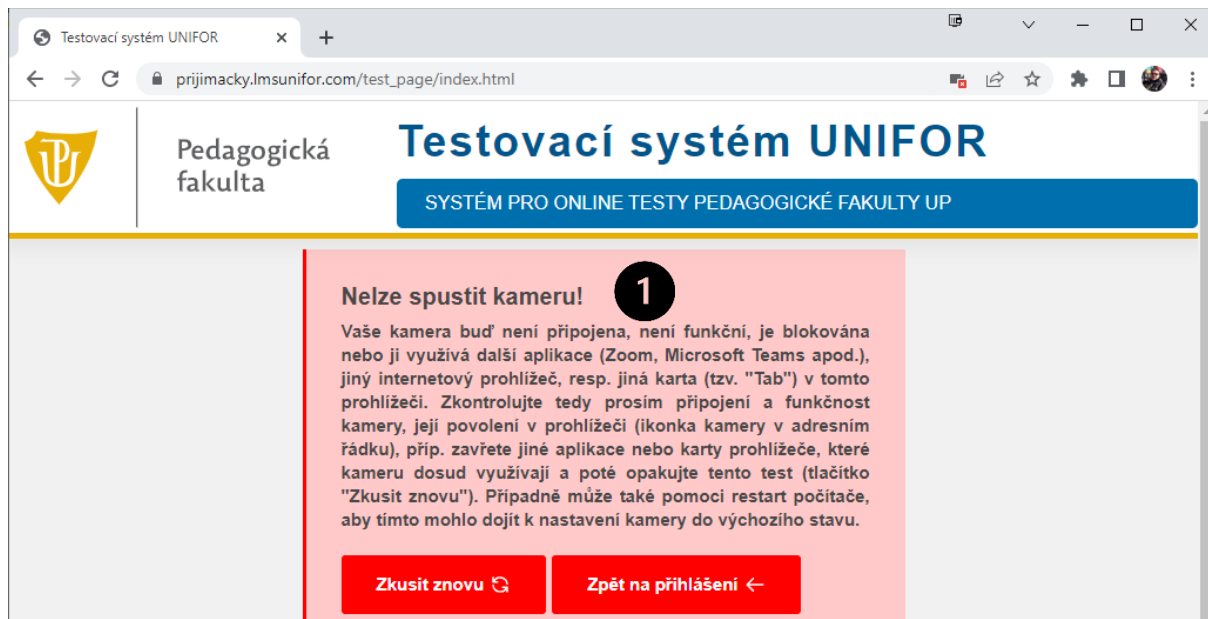 Testovací systém UNIFOR
prijimacky.lmsunifor.com/test_page/index.html
UP
Pedagogická
fakulta
Testovací systém UNIFOR
SYSTÉM PRO ONLINE TESTY PEDAGOGICKÉ FAKULTY UP
Nelze spustit kameru!
1
Vaše kamera buď není připojena, není funkční, je blokována
nebo ji využívá další aplikace (Zoom, Microsoft Teams apod.),
jiný internetový prohlížeč, resp. jiná karta (tzv. "Tab") v tomto
prohlížeči. Zkontrolujte tedy prosím připojení a funkčnost
kamery, její povolení v prohlížeči (ikonka kamery v adresním
řádku), příp. zavřete jiné aplikace nebo karty prohlížeče, které
kameru dosud využívají a poté opakujte tento test (tlačítko
"Zkusit znovu"). Případně může také pomoci restart počítače,
aby tímto mohlo dojít k nastavení kamery do výchozího stavu.
Zkusit znovu
Zpět na přihlášení